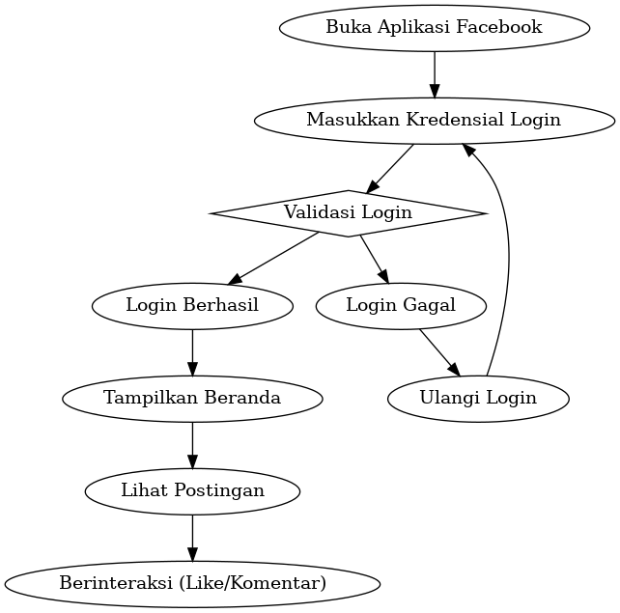 Buka Aplikasi Facebook
Masukkan Kredensial Login
Validasi Login
Login Berhasil
Login Gagal
Tampilkan Beranda
Ulangi Login
Lihat Postingan
Berinteraksi (Like/Komentar)